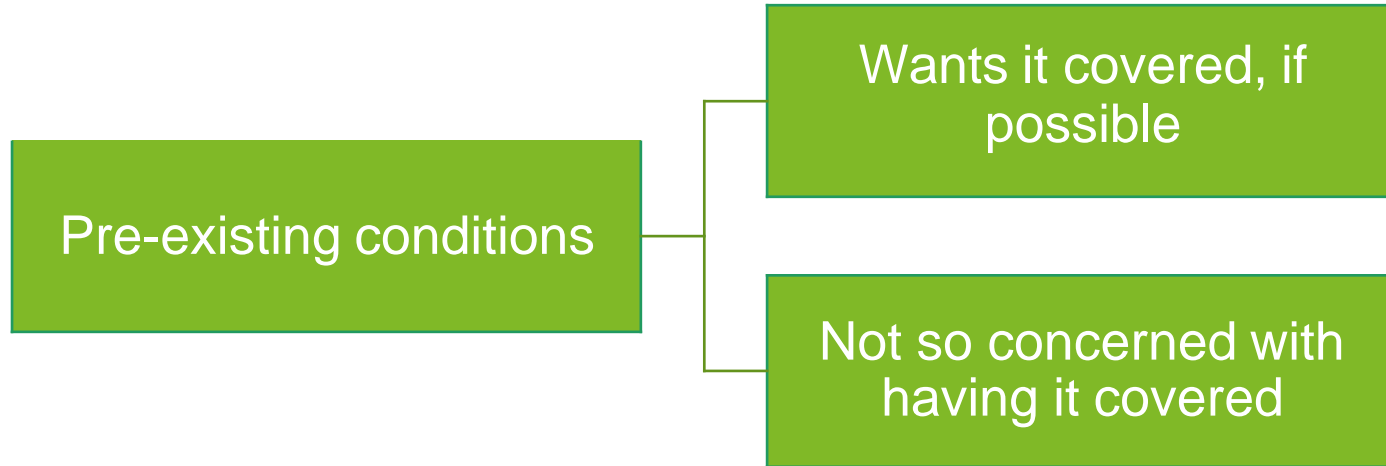 Pre-existing conditions
Wants it covered, if
possible
Not so concerned with
having it covered